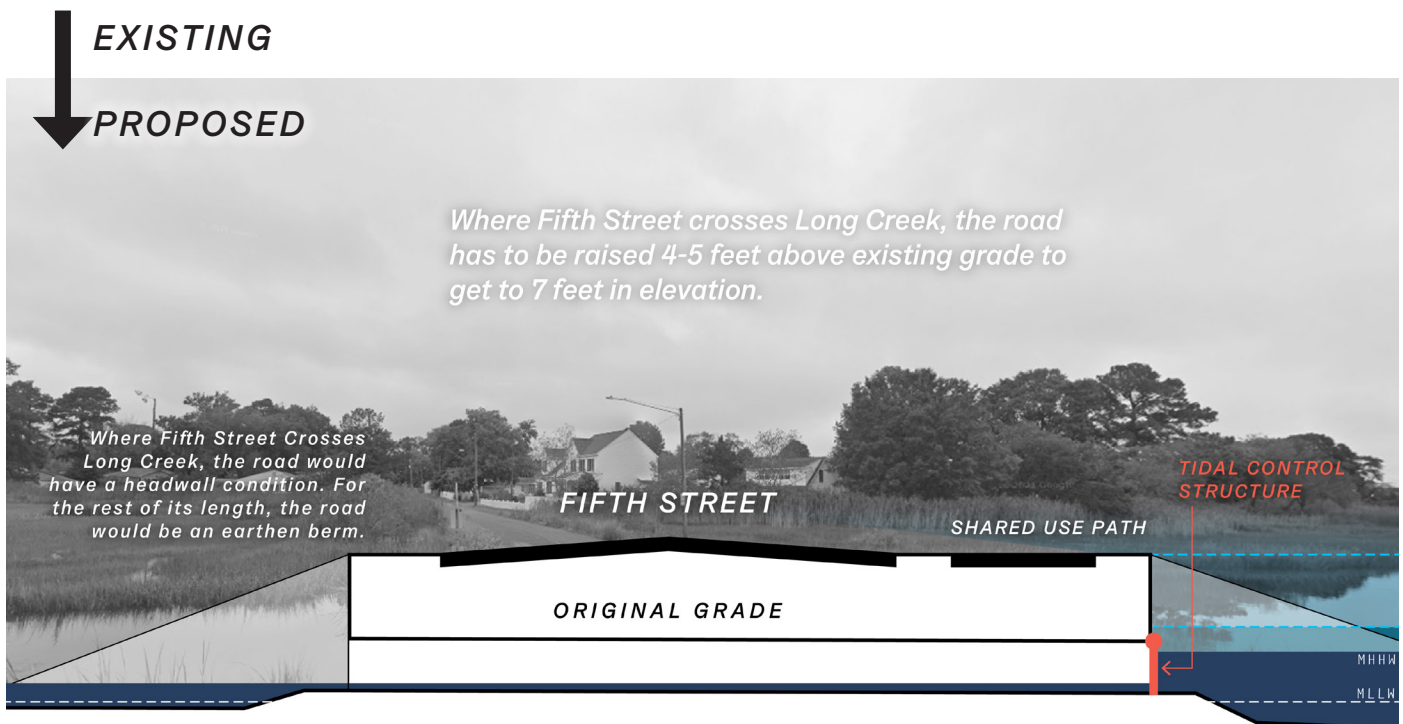 EXISTING
PROPOSED
Where Fifth Street crosses Long Creek, the road
has to be raised 4-5 feet above existing grade to
get to 7 feet in elevation.
Where Fifth Street Crosses
Long Creek, the road would
have a headwall condition. For
the rest of its length, the road
would be an earthen berm.
FIFTH STREET
SHARED USE PATH
TIDAL CONTROL
STRUCTURE
ORIGINAL GRADE
MHHW
MLLW